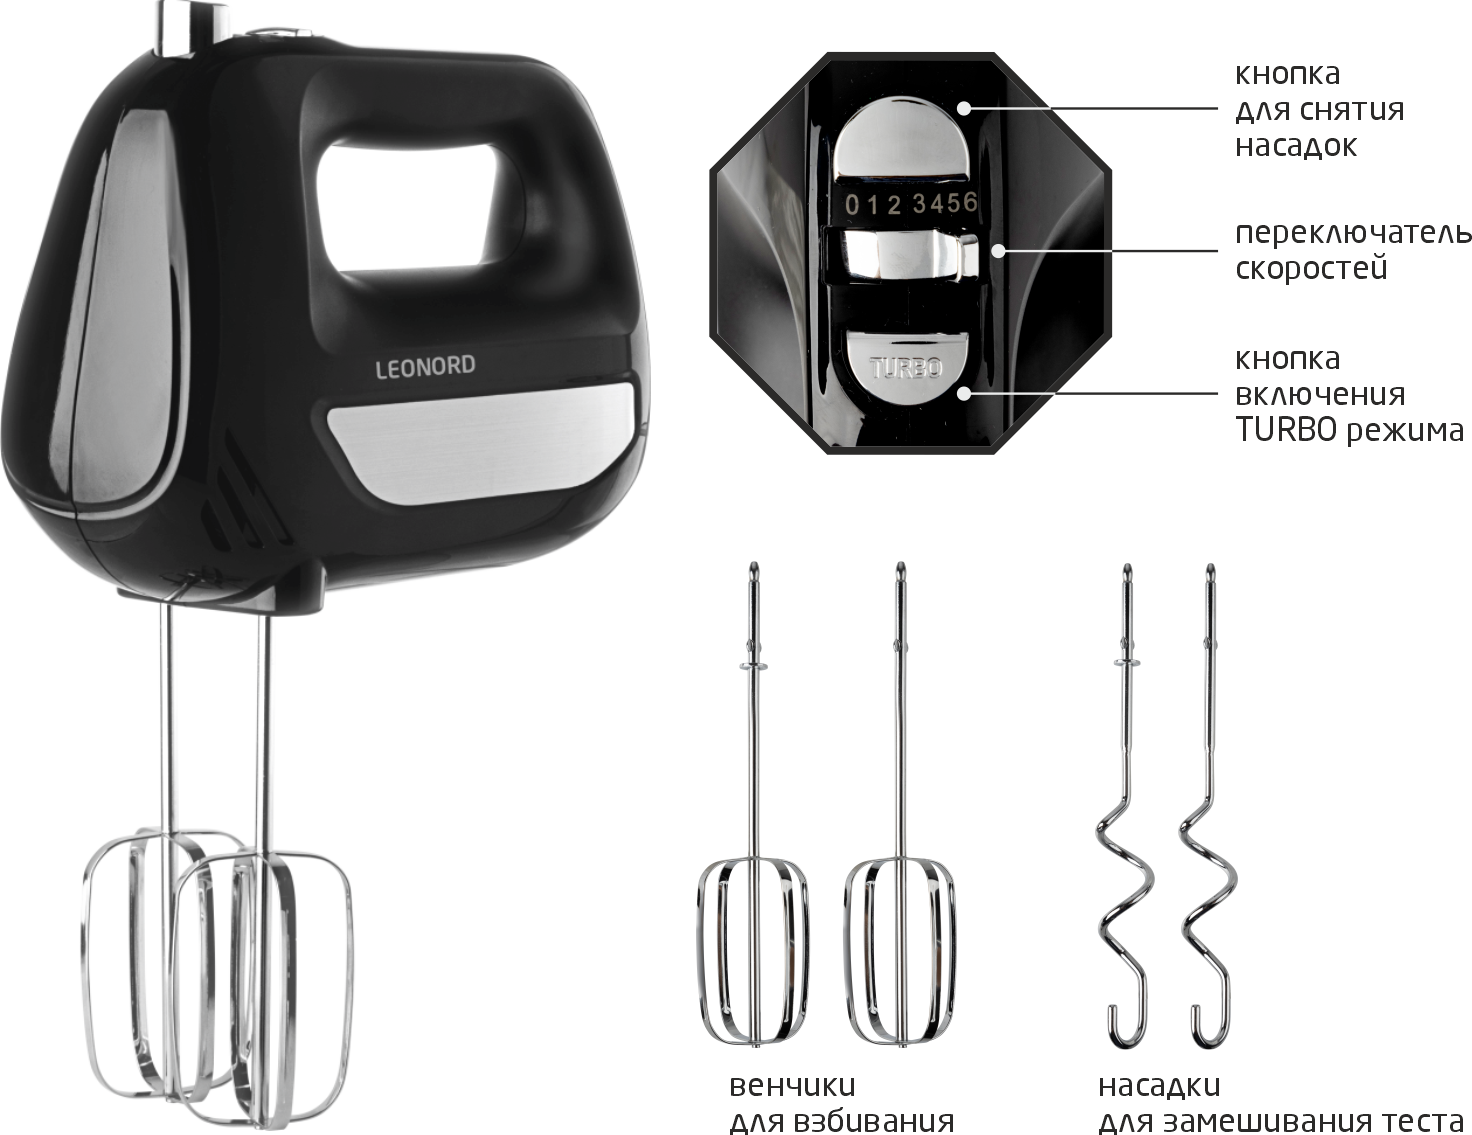 кнопка
для снятия
насадок
0 1 2 3 4 5 6
переключатель
скоростей
кнопка
включения
TURBO режима
TURBO
LEONORD
венчики
для взбивания
насадки
для замешивания теста